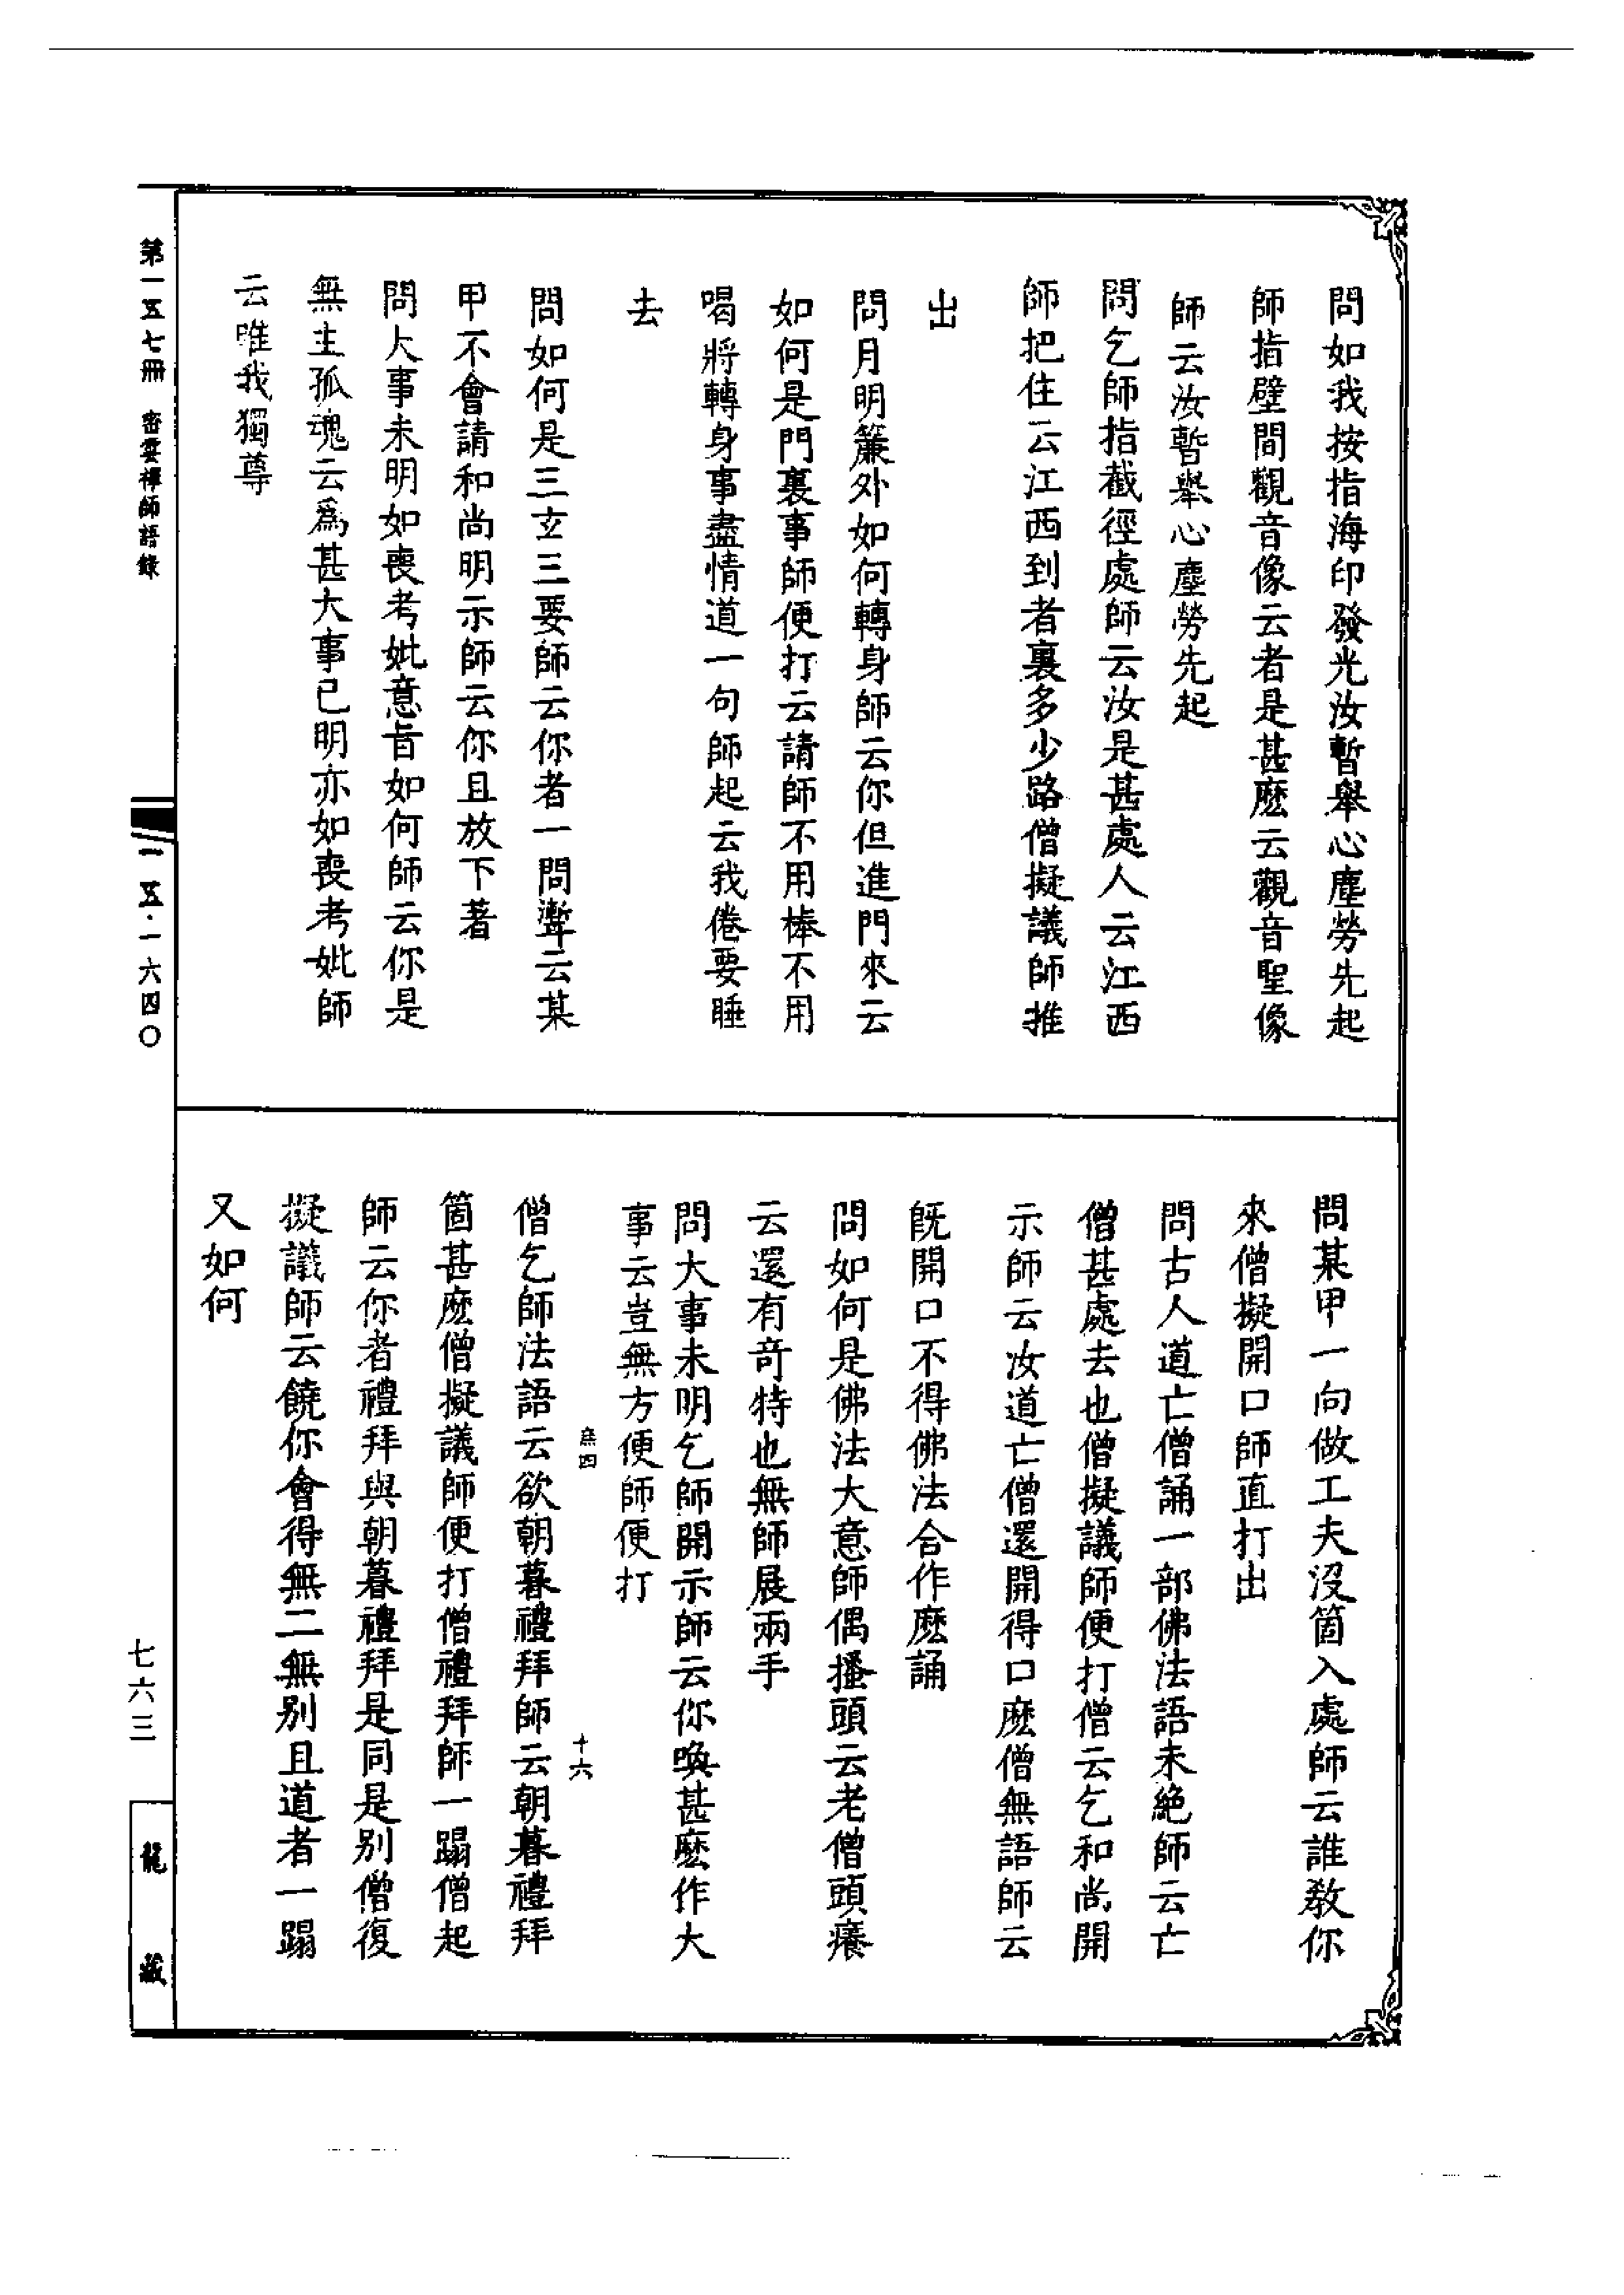 問如我按指海印發光汝暫舉心塵勞先起
師指壁間觀音像云者是甚麽云觀音聖像
師云汝暫舉心塵勞先起
問乞師指截徑處師云汝是甚處人云江西
師把住云江西到者裏多少路僧擬議師推
出
問月明簾外如何轉身師云你但進門來云
如何是門裏事師便打云請師不用棒不用
喝將轉身事盡情道一句師起云我倦要睡
去
問如何是三玄三要師云你者一問聻云某
甲不會請和尚明示師云你且放下著
問大事未明如喪考妣意旨如何師云你是
無主孤魂云爲甚大事已明亦如喪考妣師
云唯我獨尊
問某甲一向做工夫沒箇入處師云誰教你
來僧擬開口師直打出
問古人道亡僧誦一部佛法語未絕師云亡
僧甚處去也僧擬議師便打僧云乞和尚開
示師云汝道亡僧還開得口麽僧無語師云
旣開口不得佛法合作麽誦
問如何是佛法大意師偶搔頭云老僧頭癢
云還有奇特也無師展兩手
問大事未明乞師開示師云你喚甚麽作大
事云豈無方便師便打
僧乞師法語云欲朝暮禮拜師云朝暮禮拜
箇甚麽僧擬議師便打僧禮拜師一蹋僧起
師云你者禮拜與朝暮禮拜是同是別僧復
擬議師云饒你會得無二無別且道者一蹋
又如何
四
十六
第一五七冊 密雲禪師語錄
一五·一六四〇
七六三
龍藏